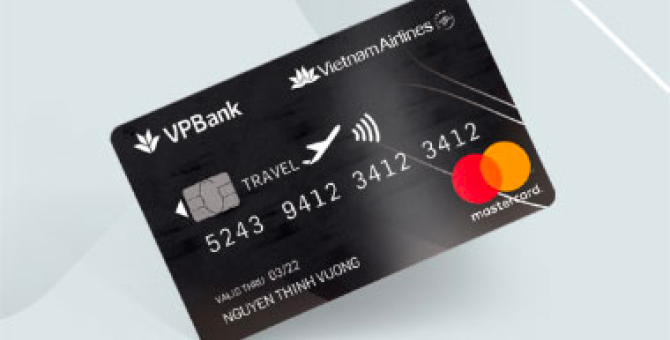 VietnamAirlines
VPBank
TRAVEL
5243 9412 3412 3412
mastercard
VALID THRU 03/22
NGUYEN THINH VUONG